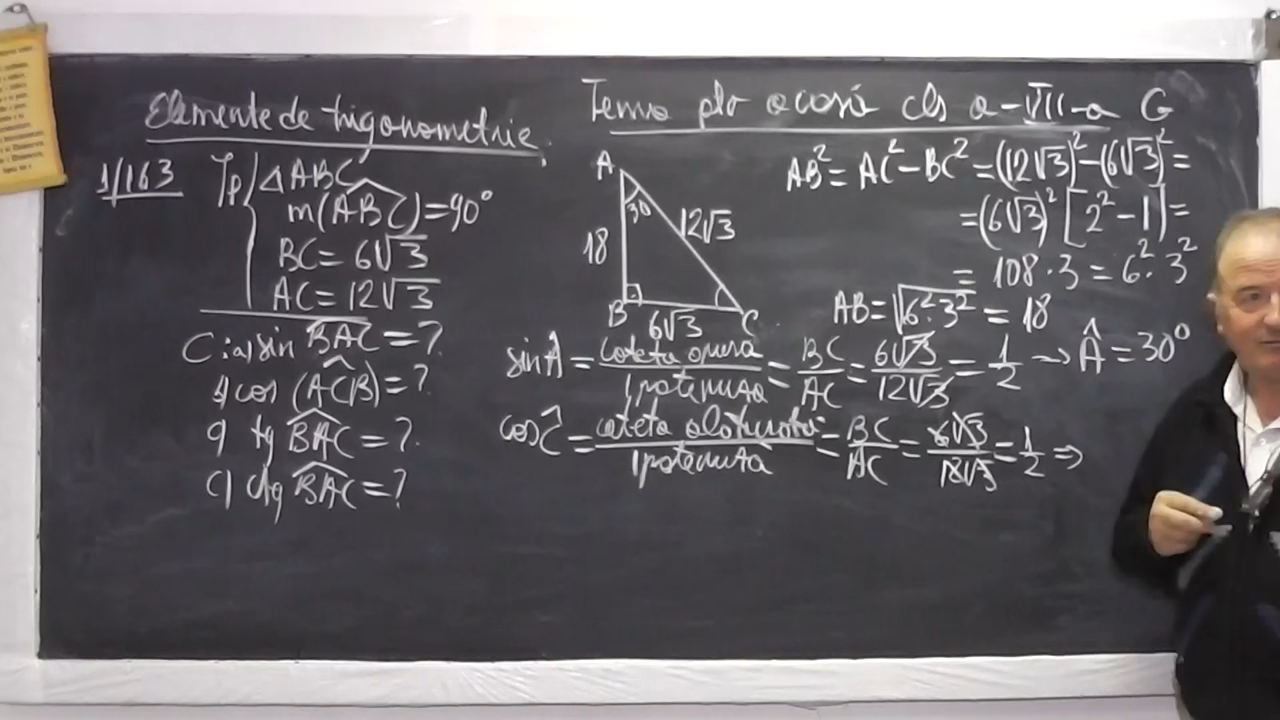 Elemente de trigonometrie.
Tema ptr acasă cls a-VII-a G
1/163 Ip △ABC
m(ABC)=90°
BC= 6√3
AC=12√3
C: a) sin BAC=?
cos (ACB)=?
tg BAC=?
ctg BAC=?
A
30
18
12√3
B
6√3
C
AB²= AC²-BC²=(12√3)²-(6√3)²=
=(6√3)²[2²-1]=
= 108·3=6²·3²
AB=√6²·3² = 18
sin Â= cateta opusă / ipotenuza = BC/AC = 6√3/12√3 = 1/2 → Â=30°
cos Ĉ= cateta alăturată / ipotenuza = BC/AC = 6√3/12√3 = 1/2 ⇒